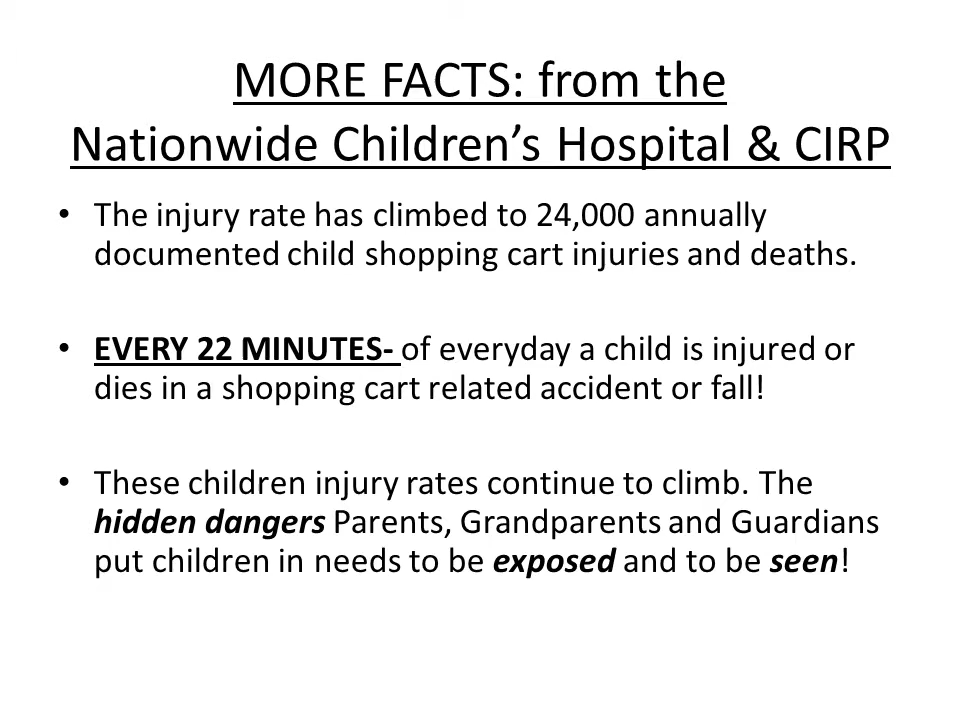 MORE FACTS: from the
Nationwide Children’s Hospital & CIRP
• The injury rate has climbed to 24,000 annually
documented child shopping cart injuries and deaths.
• EVERY 22 MINUTES- of everyday a child is injured or
dies in a shopping cart related accident or fall!
• These children injury rates continue to climb. The
hidden dangers Parents, Grandparents and Guardians
put children in needs to be exposed and to be seen!